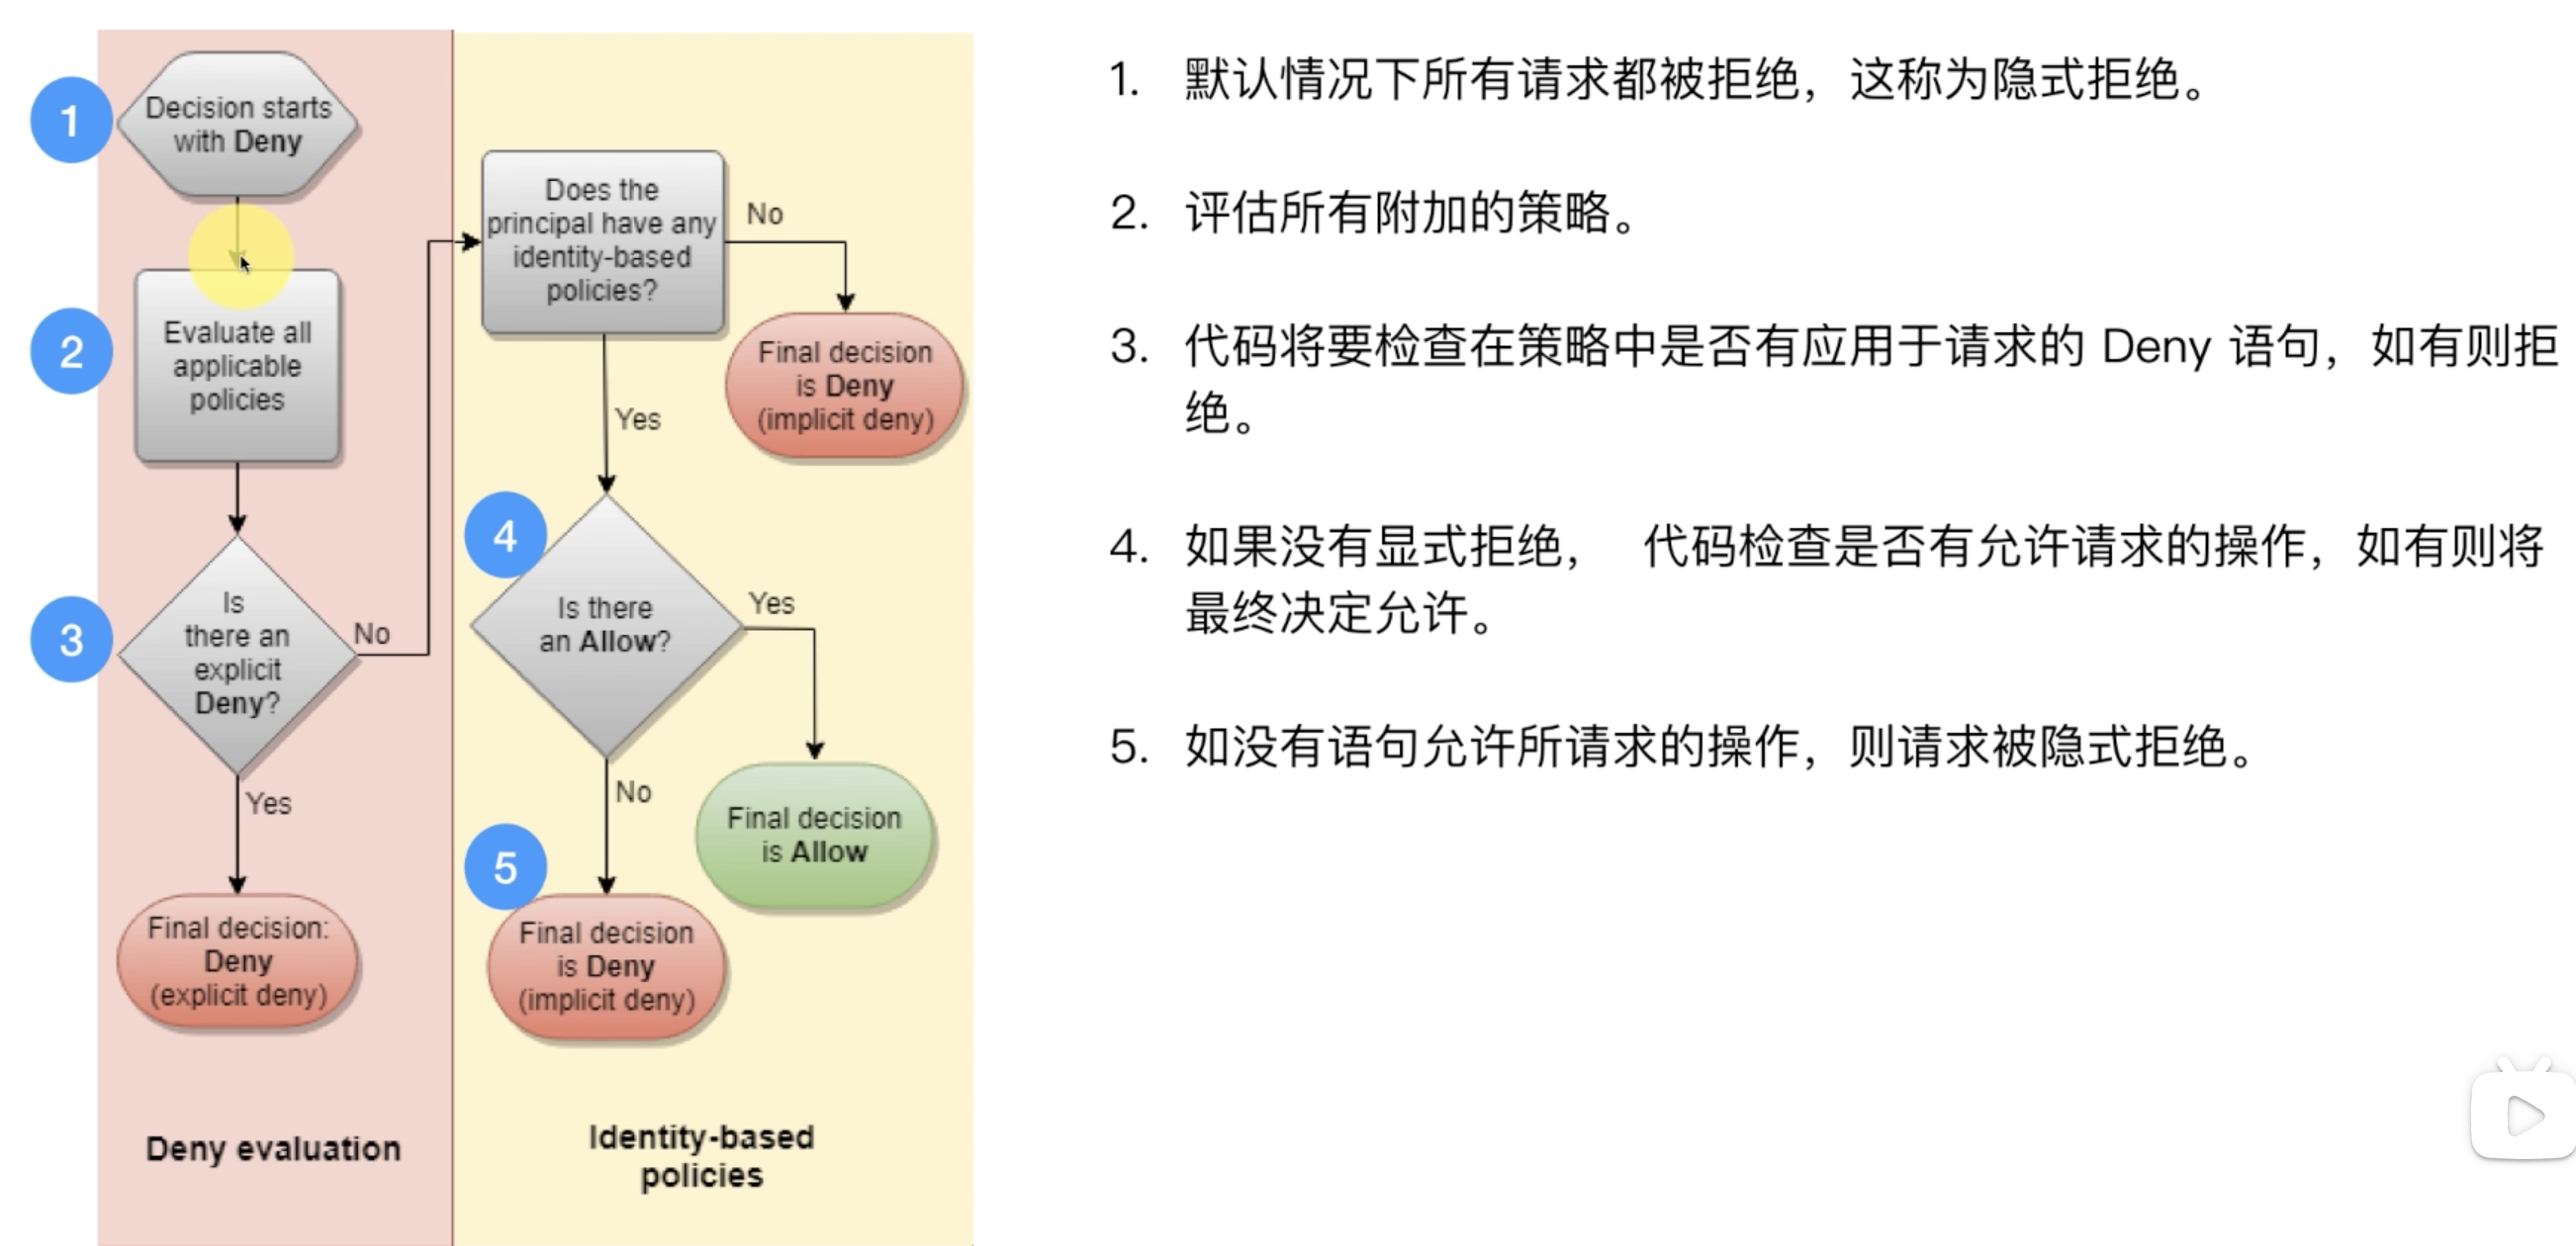 1
Decision starts
with Deny
2
Evaluate all
applicable
policies
3
Is
there an
explicit
Deny?
No
Yes
Final decision:
Deny
(explicit deny)
Deny evaluation
Does the
principal have any
identity-based
policies?
No
Final decision
is Deny
(implicit deny)
Yes
4
Is there
an Allow?
Yes
Final decision
is Allow
No
5
Final decision
is Deny
(implicit deny)
Identity-based
policies
1. 默认情况下所有请求都被拒绝，这称为隐式拒绝。
2. 评估所有附加的策略。
3. 代码将要检查在策略中是否有应用于请求的 Deny 语句，如有则拒
绝。
4. 如果没有显式拒绝， 代码检查是否有允许请求的操作，如有则将
最终决定允许。
5. 如没有语句允许所请求的操作，则请求被隐式拒绝。